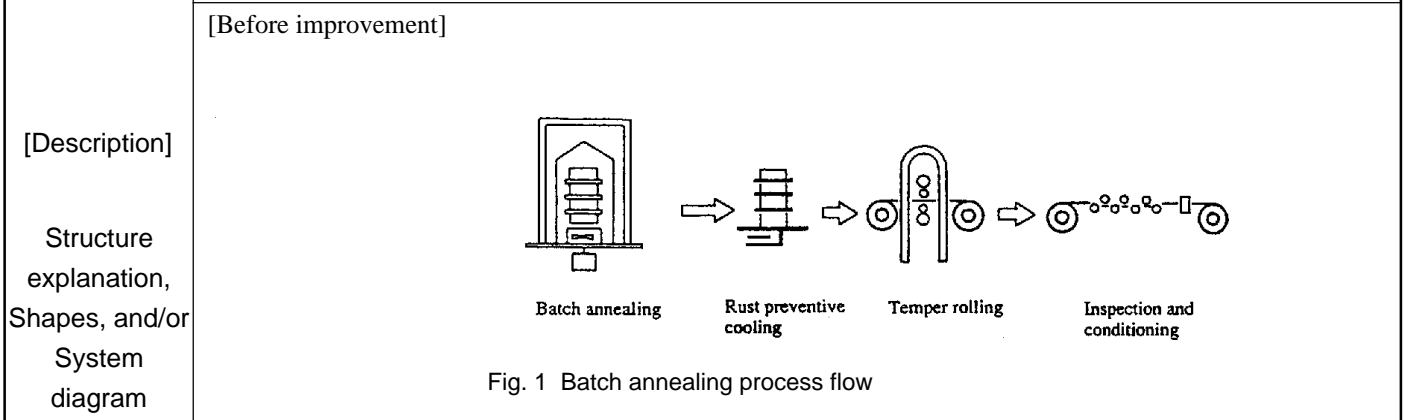 [Before improvement]
[Description]
Structure
explanation,
Shapes, and/or
System
diagram
Batch annealing
Rust preventive
cooling
Temper rolling
Inspection and
conditioning
Fig. 1 Batch annealing process flow